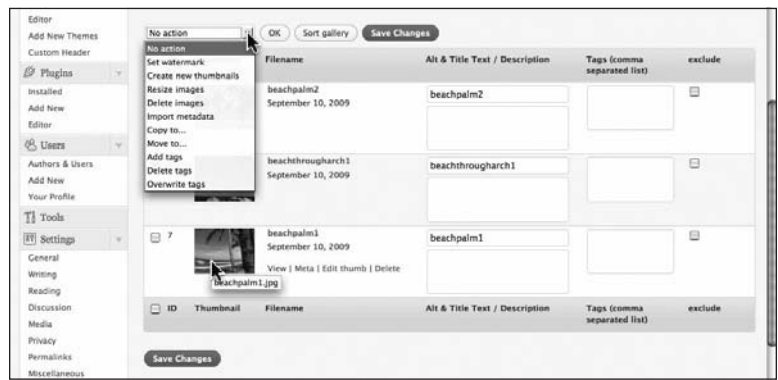 Editor
Add New Themes
Custom Header
Plugins
Installed
Add New
Editor
Users
Authors & Users
Add New
Your Profile
Tools
Settings
General
Writing
Reading
Discussion
Media
Privacy
Permalinks
Miscellaneous
No action OK Sort gallery Save Changes
No action
Set watermark
Create new thumbnails
Resize images
Delete images
Import metadata
Copy to...
Move to...
Add tags
Delete tags
Overwrite tags
Filename Alt & Title Text / Description Tags (comma separated list) exclude
beachpalm2 beachpalm2
September 10, 2009
beachthrougharch1 beachthrougharch1
September 10, 2009
7 beachpalm1 beachpalm1
September 10, 2009
View | Meta | Edit thumb | Delete
beachpalm1.jpg
ID Thumbnail Filename Alt & Title Text / Description Tags (comma separated list) exclude
Save Changes